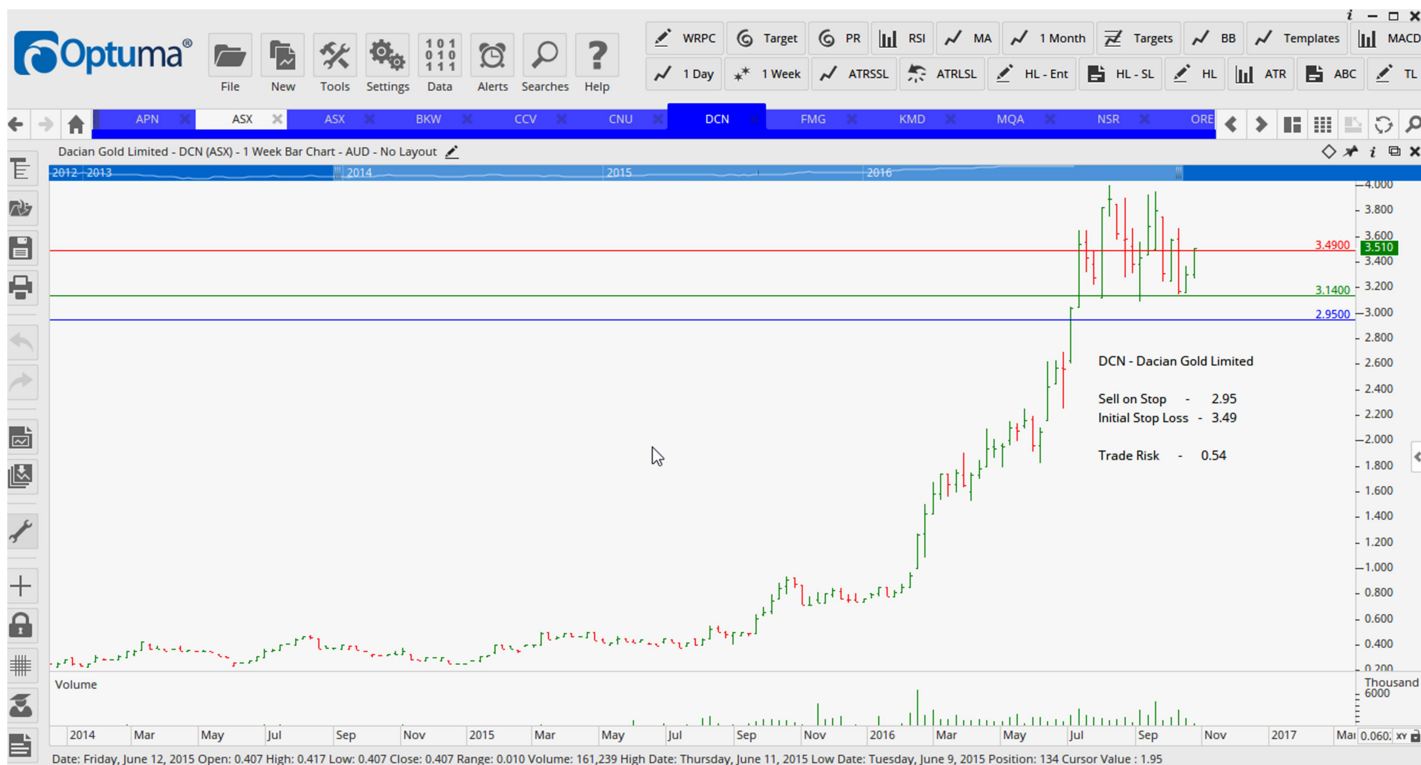 i
Optuma®
File
New
Tools
Settings
101
010
111
Data
Alerts
Searches
Help
WRPC
Target
PR
RSI
MA
1 Month
Targets
BB
Templates
MACD
1 Day
1 Week
ATRSSL
ATRLSL
HL - Ent
HL - SL
HL
ATR
ABC
TL
APN
ASX
ASX
BKW
CCV
CNU
DCN
FMG
KMD
MQA
NSR
ORE
Dacian Gold Limited - DCN (ASX) - 1 Week Bar Chart - AUD - No Layout
i
2012 2013 2014 2015 2016
4.000
3.800
3.600
3.4900
3.510
3.400
3.200
3.1400
3.000
2.9500
2.800
2.600
2.400
2.200
2.000
1.800
1.600
1.400
1.200
1.000
0.800
0.600
0.400
0.200
DCN - Dacian Gold Limited
Sell on Stop - 2.95
Initial Stop Loss - 3.49
Trade Risk - 0.54
Volume
Thousand
6000
2014 Mar May Jul Sep Nov 2015 Mar May Jul Sep Nov 2016 Mar May Jul Sep Nov 2017 Mar 0.060 XY
Date: Friday, June 12, 2015 Open: 0.407 High: 0.417 Low: 0.407 Close: 0.407 Range: 0.010 Volume: 161,239 High Date: Thursday, June 11, 2015 Low Date: Tuesday, June 9, 2015 Position: 134 Cursor Value : 1.95